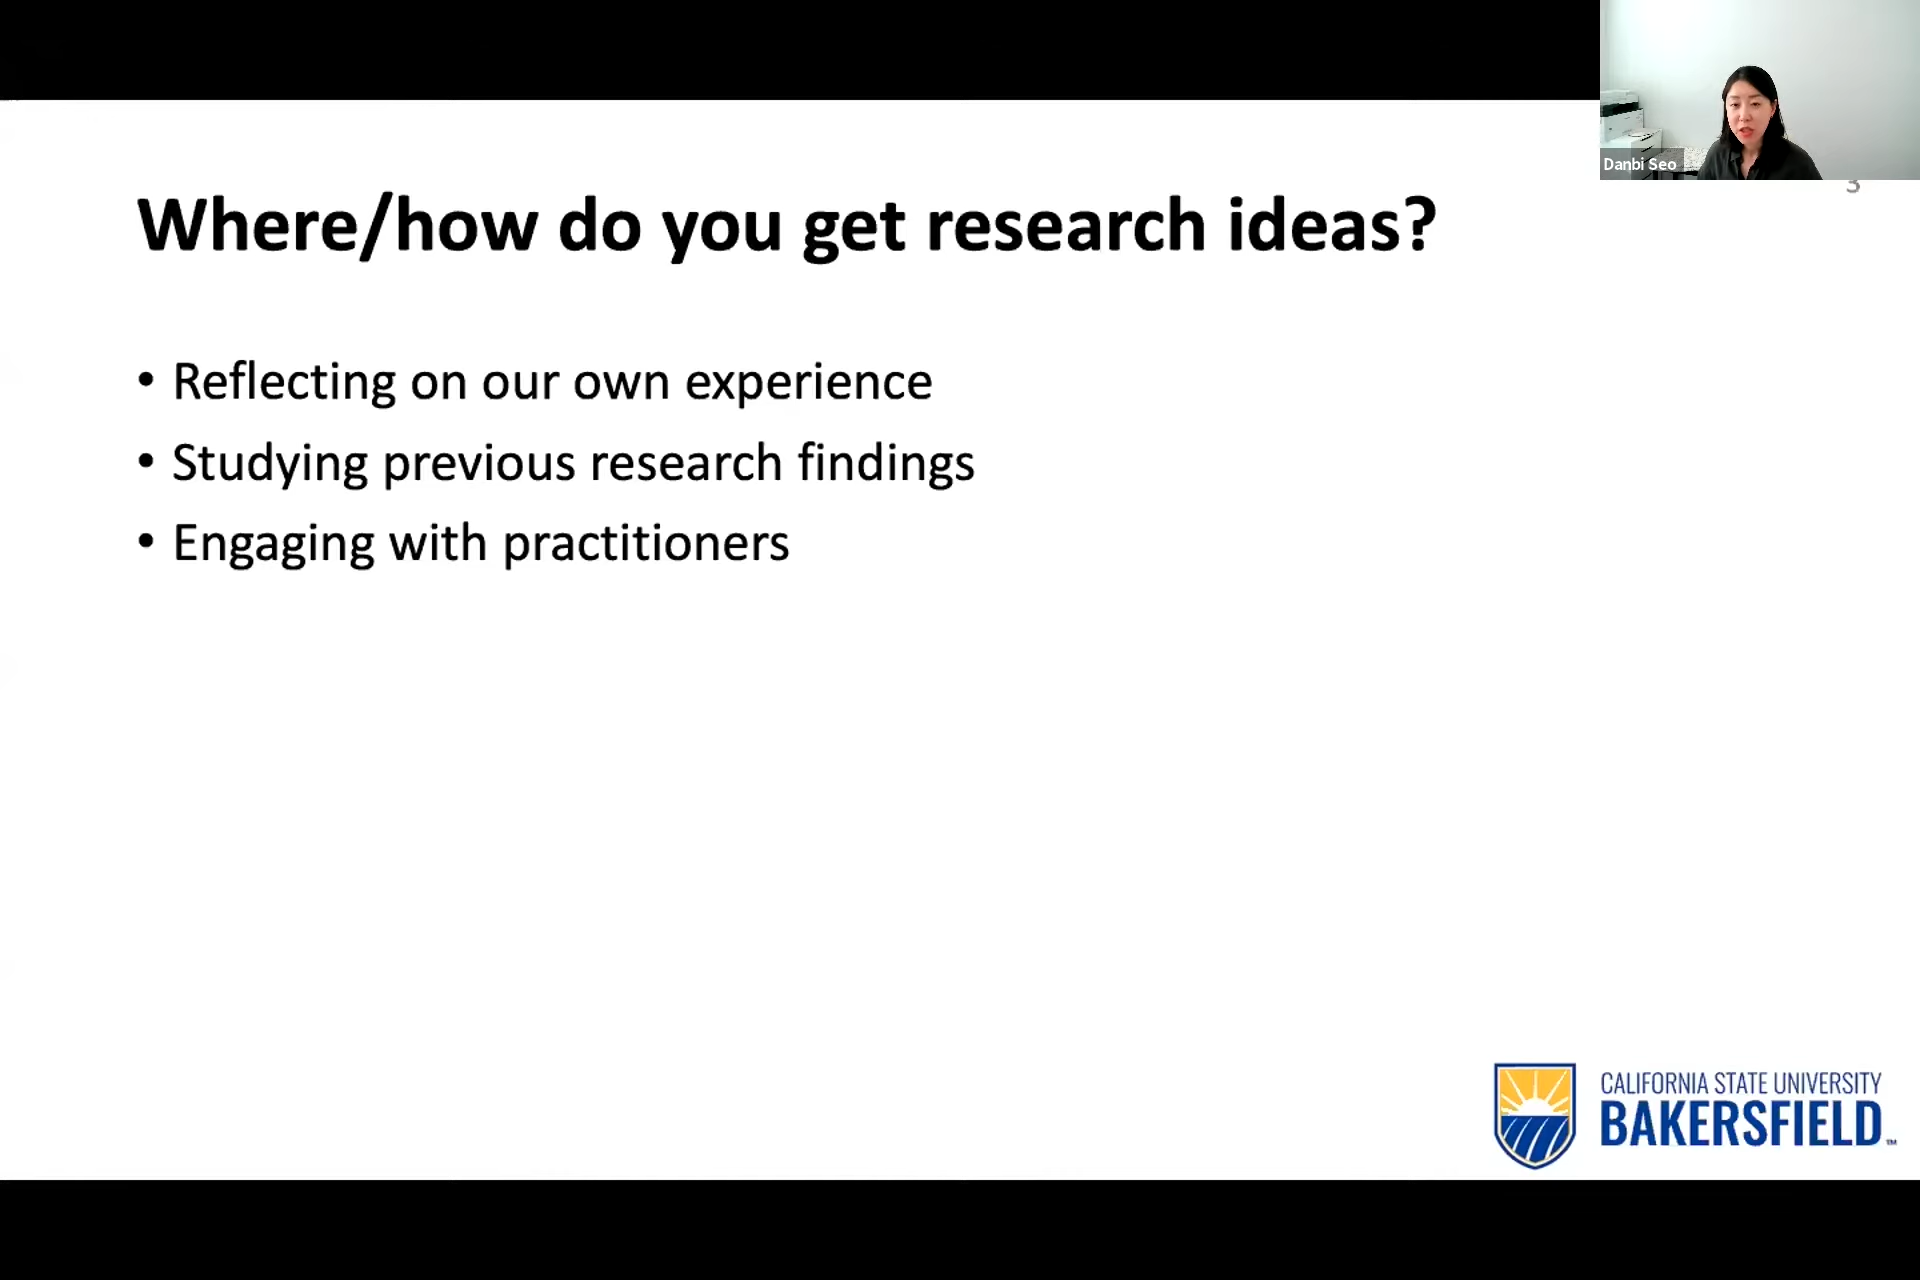 Danbi Seo
3
Where/how do you get research ideas?
• Reflecting on our own experience
• Studying previous research findings
• Engaging with practitioners
CALIFORNIA STATE UNIVERSITY
BAKERSFIELD™